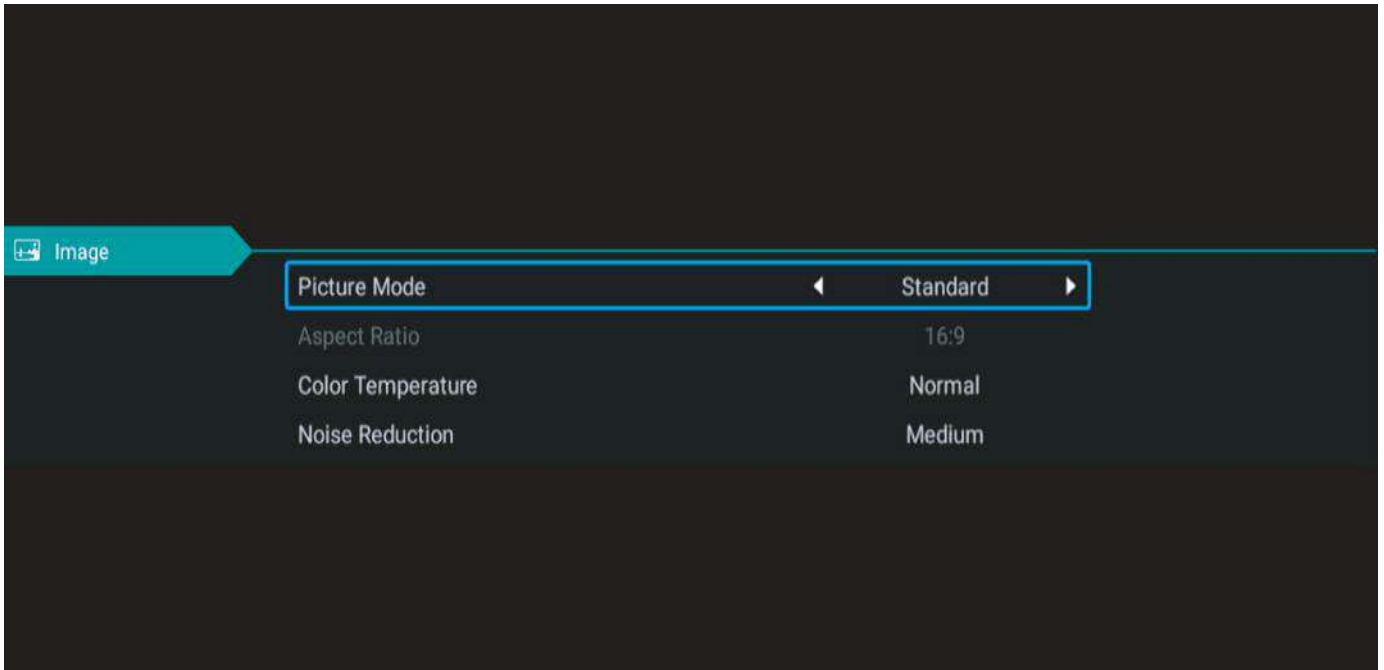 Image
Picture Mode Standard
Aspect Ratio 16:9
Color Temperature Normal
Noise Reduction Medium